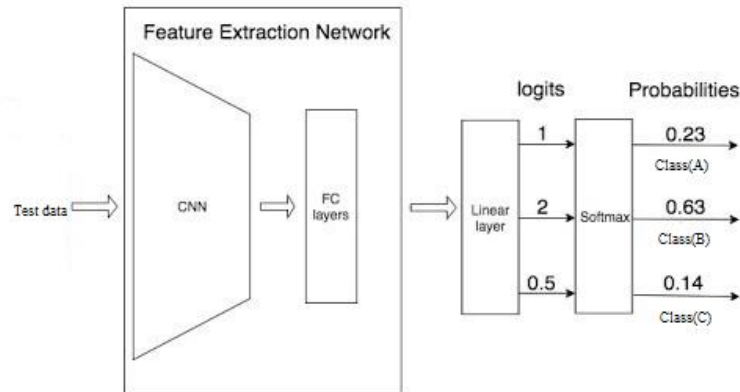 Feature Extraction Network
logits
Probabilities
Test data
CNN
FC
layers
Linear
layer
1
2
0.5
Softmax
0.23
Class(A)
0.63
Class(B)
0.14
Class(C)